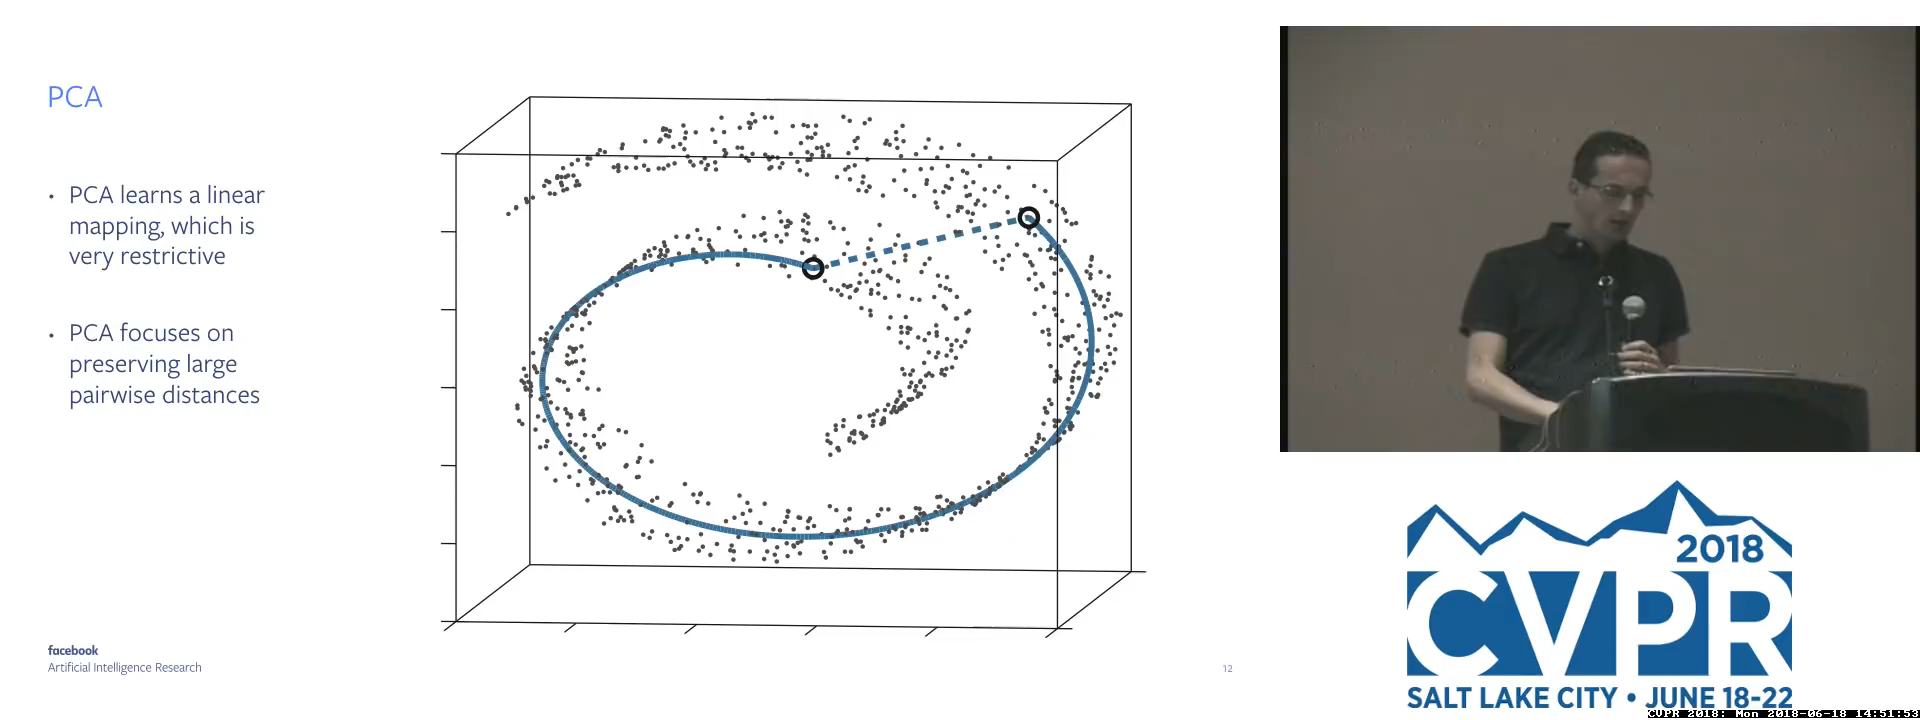 PCA
• PCA learns a linear
mapping, which is
very restrictive
• PCA focuses on
preserving large
pairwise distances
facebook
Artificial Intelligence Research
12
2018
CVPR
SALT LAKE CITY • JUNE 18-22
CVPR 2018: Mon 2018-06-18 14:51:53